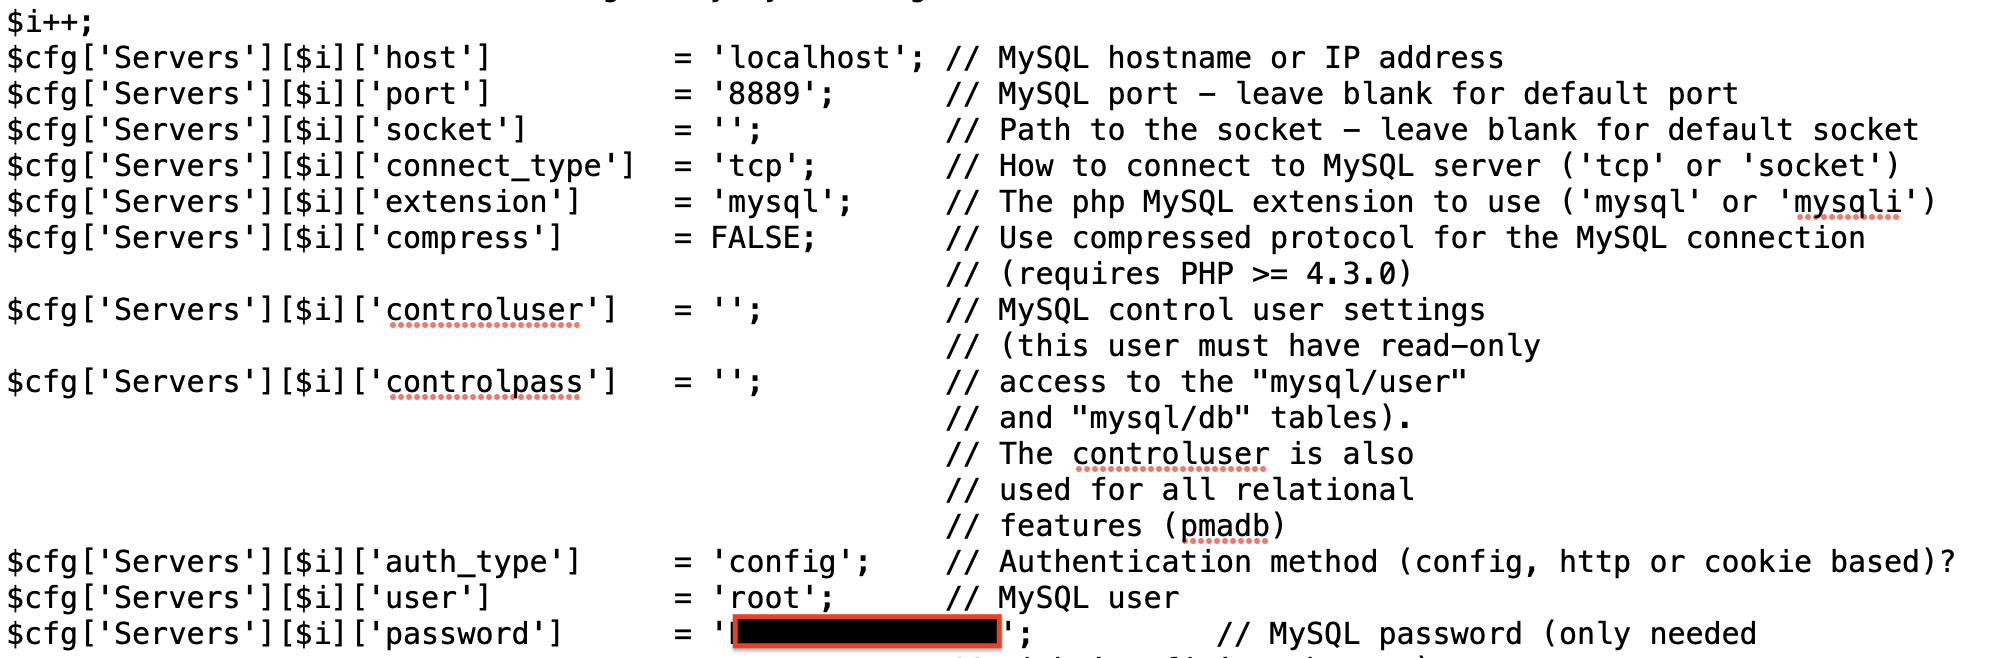 $i++;
$cfg['Servers'][$i]['host']          = 'localhost'; // MySQL hostname or IP address
$cfg['Servers'][$i]['port']          = '8889';      // MySQL port - leave blank for default port
$cfg['Servers'][$i]['socket']        = '';          // Path to the socket - leave blank for default socket
$cfg['Servers'][$i]['connect_type']  = 'tcp';       // How to connect to MySQL server ('tcp' or 'socket')
$cfg['Servers'][$i]['extension']     = 'mysql';     // The php MySQL extension to use ('mysql' or 'mysqli')
$cfg['Servers'][$i]['compress']      = FALSE;       // Use compressed protocol for the MySQL connection
                                                    // (requires PHP >= 4.3.0)
$cfg['Servers'][$i]['controluser']   = '';          // MySQL control user settings
                                                    // (this user must have read-only
$cfg['Servers'][$i]['controlpass']   = '';          // access to the "mysql/user"
                                                    // and "mysql/db" tables).
                                                    // The controluser is also
                                                    // used for all relational
                                                    // features (pmadb)
$cfg['Servers'][$i]['auth_type']     = 'config';    // Authentication method (config, http or cookie based)?
$cfg['Servers'][$i]['user']          = 'root';      // MySQL user
$cfg['Servers'][$i]['password']      = '';          // MySQL password (only needed